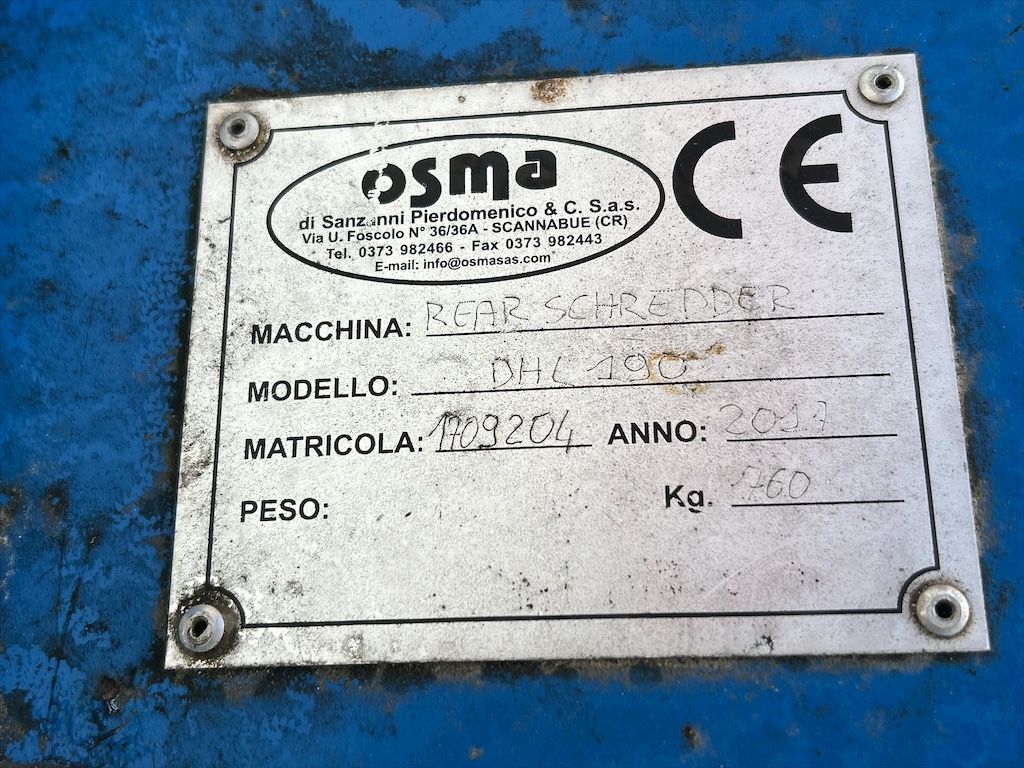 osma
di Sanzanni Pierdomenico & C. S.a.s.
Via U. Foscolo N° 36/36A - SCANNABUE (CR)
Tel. 0373 982466 - Fax 0373 982443
E-mail: info@osmasas.com
CE
MACCHINA: REAR SCHREDDER
MODELLO: DHL 190
MATRICOLA: 1709204 ANNO: 2017
PESO: Kg. 760